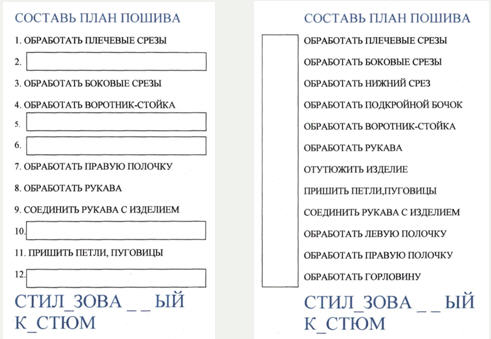 СОСТАВЬ ПЛАН ПОШИВА
1. ОБРАБОТАТЬ ПЛЕЧЕВЫЕ СРЕЗЫ
2.
3. ОБРАБОТАТЬ БОКОВЫЕ СРЕЗЫ
4. ОБРАБОТАТЬ ВОРОТНИК-СТОЙКА
5.
6.
7. ОБРАБОТАТЬ ПРАВУЮ ПОЛОЧКУ
8. ОБРАБОТАТЬ РУКАВА
9. СОЕДИНИТЬ РУКАВА С ИЗДЕЛИЕМ
10.
11. ПРИШИТЬ ПЕТЛИ, ПУГОВИЦЫ
12.
СТИЛ_ЗОВА _ _ ЫЙ
К_СТЮМ
СОСТАВЬ ПЛАН ПОШИВА
ОБРАБОТАТЬ ПЛЕЧЕВЫЕ СРЕЗЫ
ОБРАБОТАТЬ БОКОВЫЕ СРЕЗЫ
ОБРАБОТАТЬ НИЖНИЙ СРЕЗ
ОБРАБОТАТЬ ПОДКРОЙНОЙ БОЧОК
ОБРАБОТАТЬ ВОРОТНИК-СТОЙКА
ОБРАБОТАТЬ РУКАВА
ОТУТЮЖИТЬ ИЗДЕЛИЕ
ПРИШИТЬ ПЕТЛИ,ПУГОВИЦЫ
СОЕДИНИТЬ РУКАВА С ИЗДЕЛИЕМ
ОБРАБОТАТЬ ЛЕВУЮ ПОЛОЧКУ
ОБРАБОТАТЬ ПРАВУЮ ПОЛОЧКУ
ОБРАБОТАТЬ ГОРЛОВИНУ
СТИЛ_ЗОВА _ _ ЫЙ
К_СТЮМ